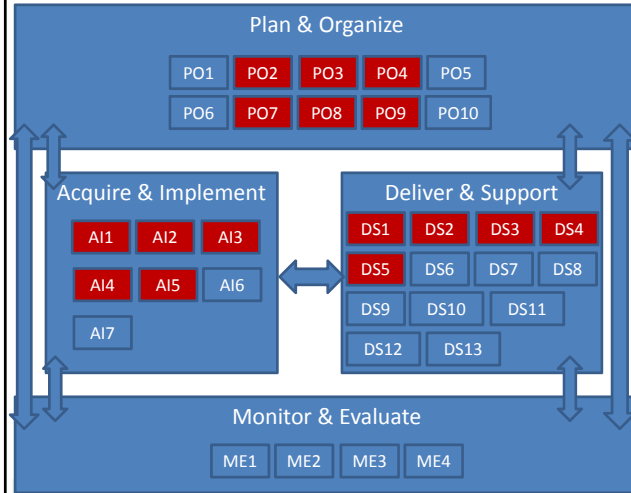 Plan & Organize
PO1 PO2 PO3 PO4 PO5
PO6 PO7 PO8 PO9 PO10
Acquire & Implement
AI1 AI2 AI3
AI4 AI5 AI6
AI7
Deliver & Support
DS1 DS2 DS3 DS4
DS5 DS6 DS7 DS8
DS9 DS10 DS11
DS12 DS13
Monitor & Evaluate
ME1 ME2 ME3 ME4